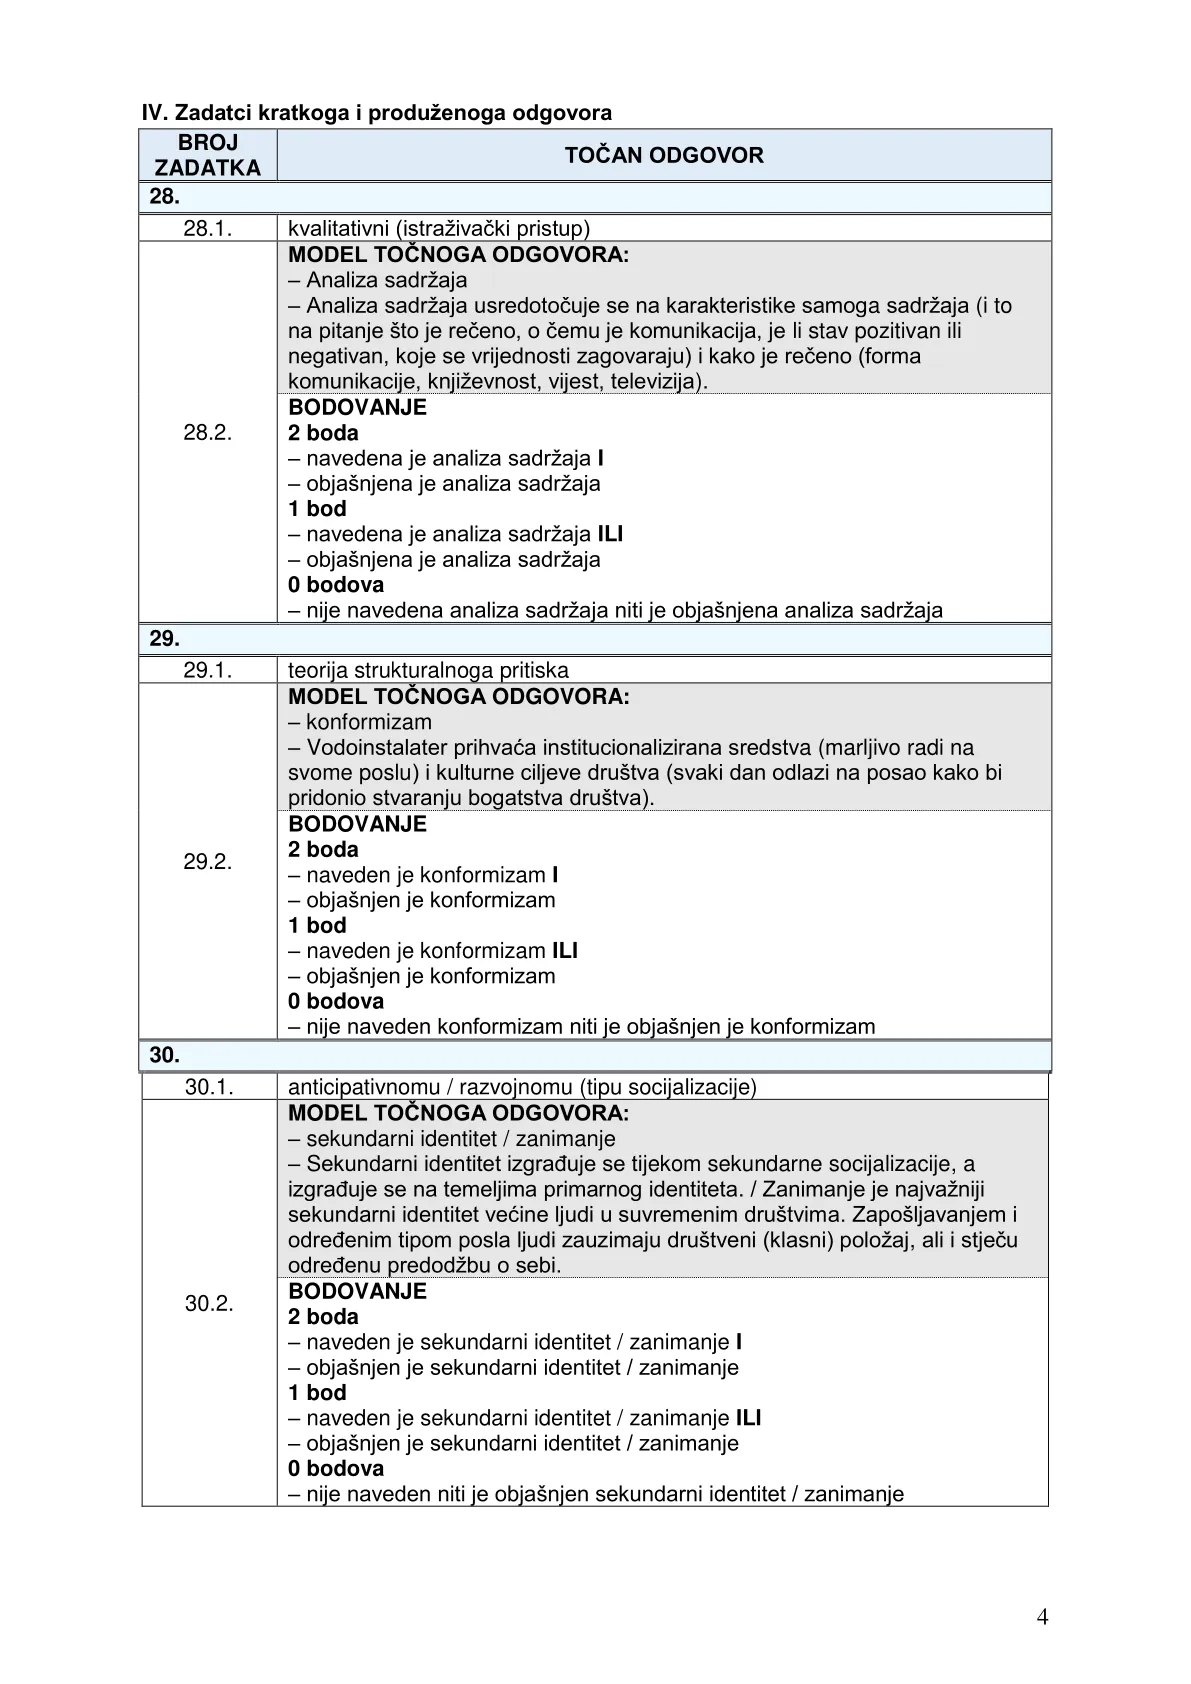 IV. Zadatci kratkoga i produženoga odgovora
BROJ
ZADATKA
TOČAN ODGOVOR
28.
28.1.
kvalitativni (istraživački pristup)
28.2.
MODEL TOČNOGA ODGOVORA:
– Analiza sadržaja
– Analiza sadržaja usredotočuje se na karakteristike samoga sadržaja (i to
na pitanje što je rečeno, o čemu je komunikacija, je li stav pozitivan ili
negativan, koje se vrijednosti zagovaraju) i kako je rečeno (forma
komunikacije, književnost, vijest, televizija).
BODOVANJE
2 boda
– navedena je analiza sadržaja I
– objašnjena je analiza sadržaja
1 bod
– navedena je analiza sadržaja ILI
– objašnjena je analiza sadržaja
0 bodova
– nije navedena analiza sadržaja niti je objašnjena analiza sadržaja
29.
29.1.
teorija strukturalnoga pritiska
29.2.
MODEL TOČNOGA ODGOVORA:
– konformizam
– Vodoinstalater prihvaća institucionalizirana sredstva (marljivo radi na
svome poslu) i kulturne ciljeve društva (svaki dan odlazi na posao kako bi
pridonio stvaranju bogatstva društva).
BODOVANJE
2 boda
– naveden je konformizam I
– objašnjen je konformizam
1 bod
– naveden je konformizam ILI
– objašnjen je konformizam
0 bodova
– nije naveden konformizam niti je objašnjen je konformizam
30.
30.1.
anticipativnomu / razvojnomu (tipu socijalizacije)
30.2.
MODEL TOČNOGA ODGOVORA:
– sekundarni identitet / zanimanje
– Sekundarni identitet izgrađuje se tijekom sekundarne socijalizacije, a
izgrađuje se na temeljima primarnog identiteta. / Zanimanje je najvažniji
sekundarni identitet većine ljudi u suvremenim društvima. Zapošljavanjem i
određenim tipom posla ljudi zauzimaju društveni (klasni) položaj, ali i stječu
određenu predodžbu o sebi.
BODOVANJE
2 boda
– naveden je sekundarni identitet / zanimanje I
– objašnjen je sekundarni identitet / zanimanje
1 bod
– naveden je sekundarni identitet / zanimanje ILI
– objašnjen je sekundarni identitet / zanimanje
0 bodova
– nije naveden niti je objašnjen sekundarni identitet / zanimanje
4